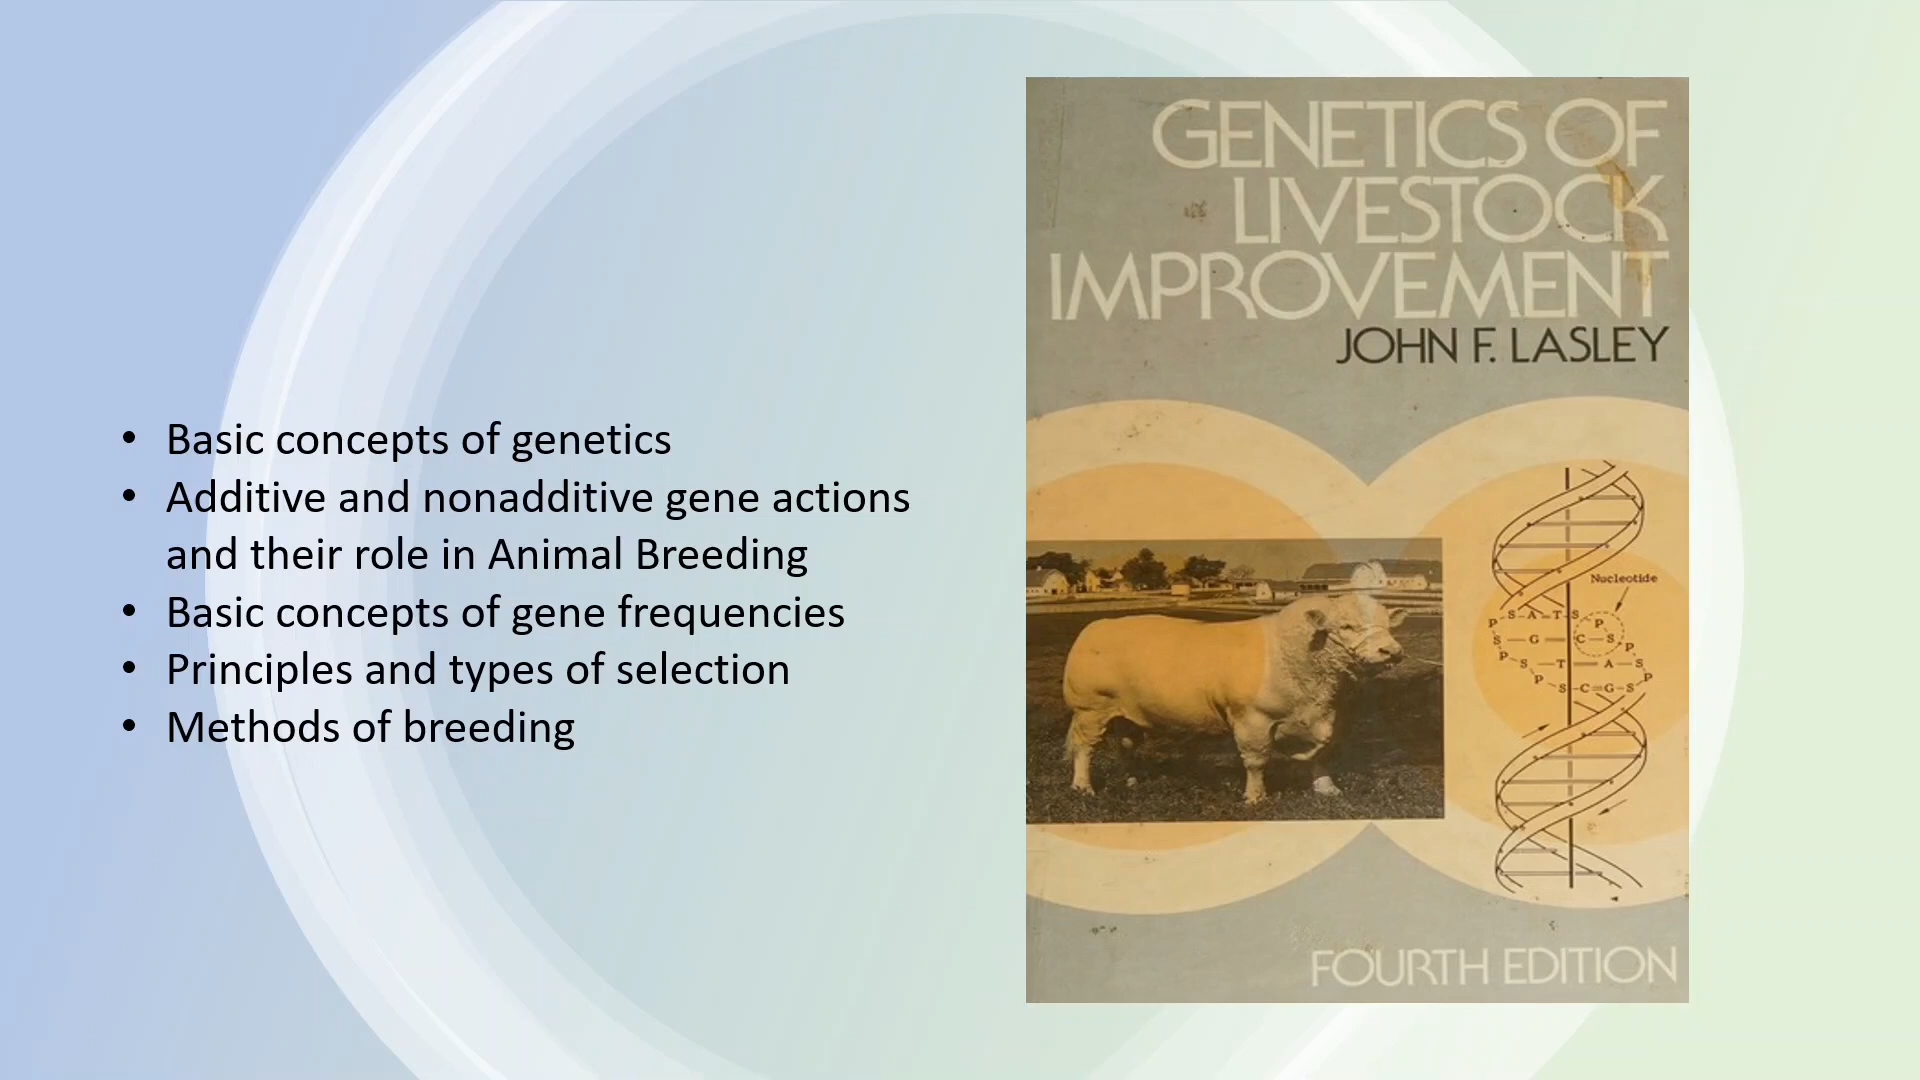 • Basic concepts of genetics
• Additive and nonadditive gene actions
and their role in Animal Breeding
• Basic concepts of gene frequencies
• Principles and types of selection
• Methods of breeding
GENETICS OF
LIVESTOCK
IMPROVEMENT
JOHN F. LASLEY
Nucleotide
P S A T S P
S G C S P
P S T A S
P S C G S P
FOURTH EDITION